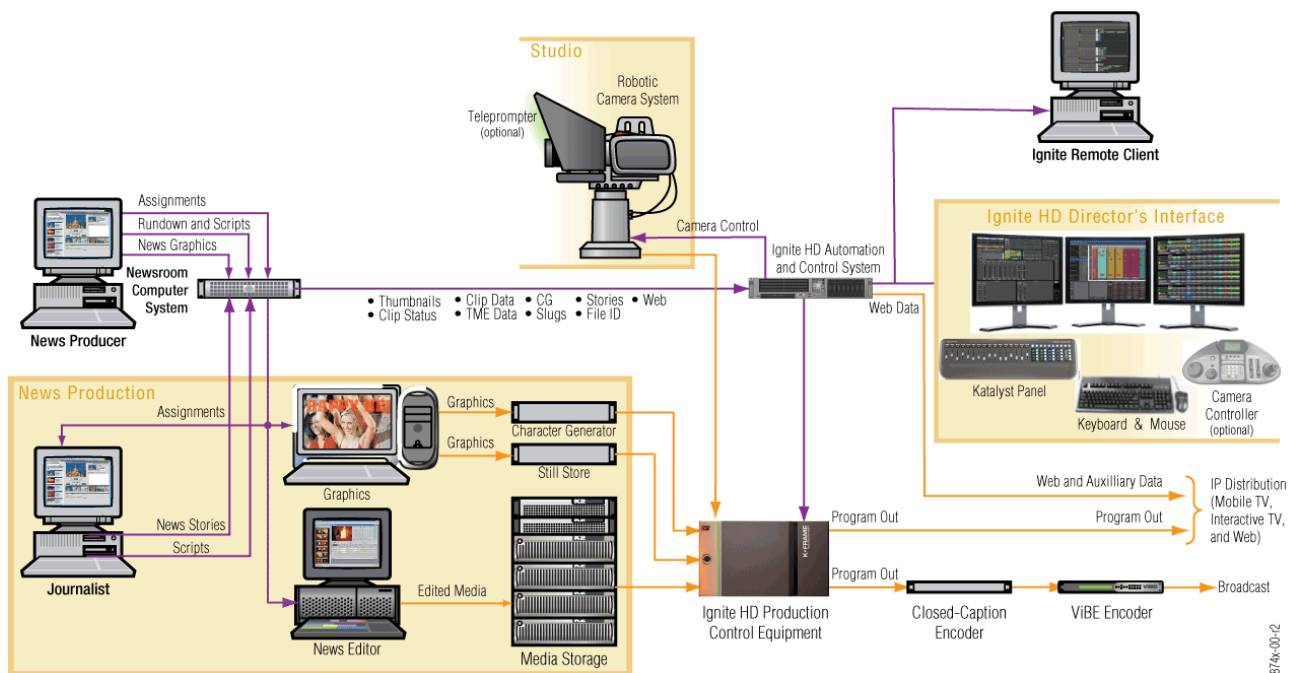 Studio
Robotic
Camera System
Teleprompter
(optional)
Ignite Remote Client
Assignments
Rundown and Scripts
News Graphics
Newsroom
Computer
System
News Producer
Camera Control
Ignite HD Automation
and Control System
Web Data
• Thumbnails • Clip Data • CG • Stories • Web
• Clip Status • TME Data • Slugs • File ID
Ignite HD Director's Interface
Katalyst Panel
Keyboard & Mouse
Camera
Controller
(optional)
News Production
Assignments
HAPPY
Graphics
Graphics
Graphics
Character Generator
Still Store
News Stories
Scripts
Journalist
News Editor
Edited Media
K2
Media Storage
K-FRAME
Ignite HD Production
Control Equipment
Web and Auxilliary Data
Program Out
Program Out
IP Distribution
(Mobile TV,
Interactive TV,
and Web)
Program Out
Closed-Caption
Encoder
ViBE Encoder
Broadcast
874x-00-r2